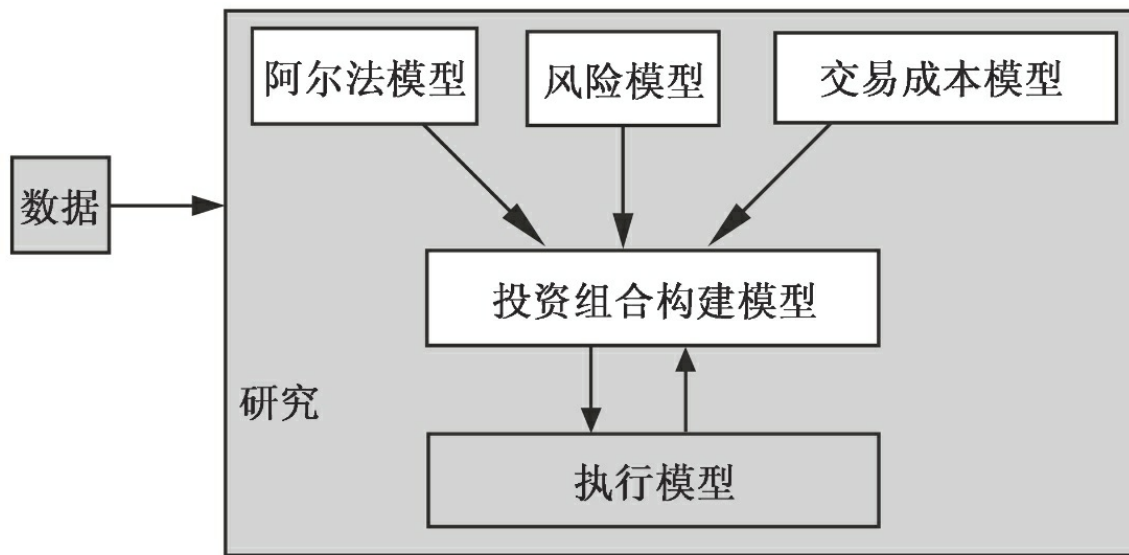 阿尔法模型
风险模型
交易成本模型
数据
投资组合构建模型
研究
执行模型